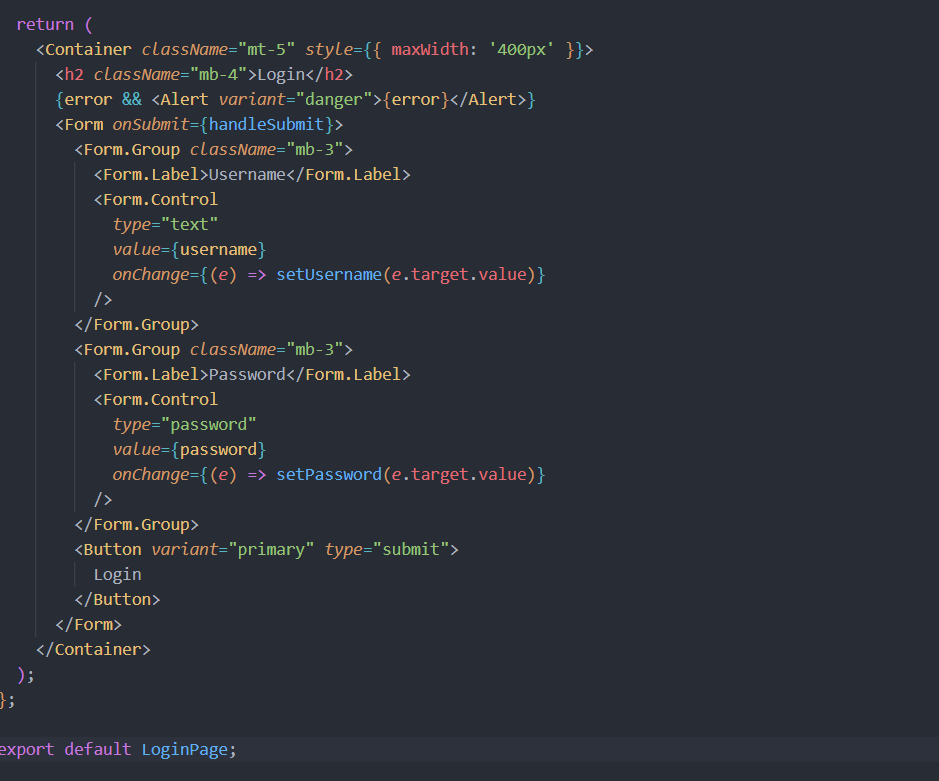 return (
<Container className="mt-5" style={{ maxWidth: '400px' }}>
<h2 className="mb-4">Login</h2>
{error && <Alert variant="danger">{error}</Alert>}
<Form onSubmit={handleSubmit}>
<Form.Group className="mb-3">
<Form.Label>Username</Form.Label>
<Form.Control
type="text"
value={username}
onChange={(e) => setUsername(e.target.value)}
/>
</Form.Group>
<Form.Group className="mb-3">
<Form.Label>Password</Form.Label>
<Form.Control
type="password"
value={password}
onChange={(e) => setPassword(e.target.value)}
/>
</Form.Group>
<Button variant="primary" type="submit">
Login
</Button>
</Form>
</Container>
);
};
export default LoginPage;